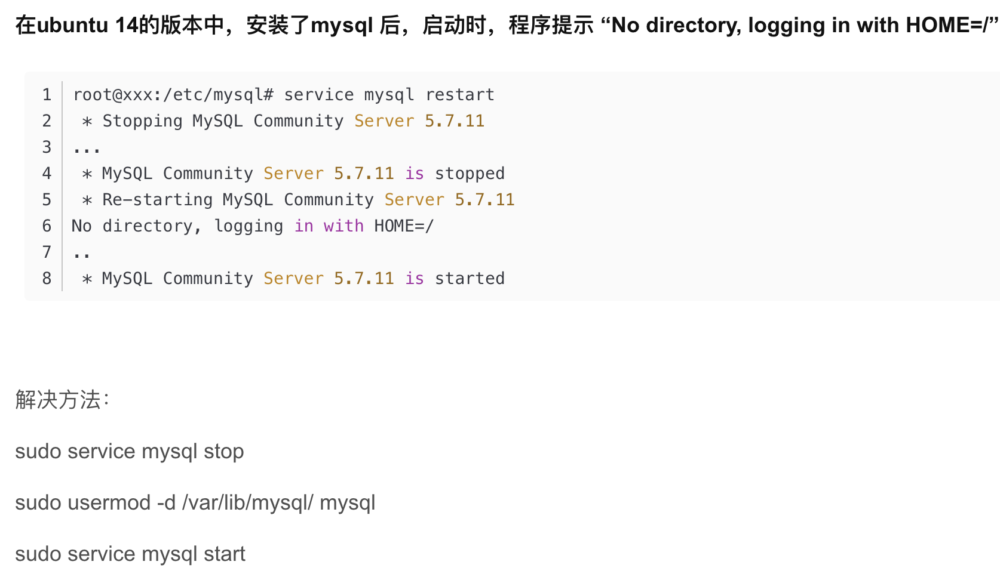 在ubuntu 14的版本中，安装了mysql 后，启动时，程序提示 “No directory, logging in with HOME=/”
1 root@xxx:/etc/mysql# service mysql restart
2  * Stopping MySQL Community Server 5.7.11
3 ...
4  * MySQL Community Server 5.7.11 is stopped
5  * Re-starting MySQL Community Server 5.7.11
6 No directory, logging in with HOME=/
7 ..
8  * MySQL Community Server 5.7.11 is started
解决方法：
sudo service mysql stop
sudo usermod -d /var/lib/mysql/ mysql
sudo service mysql start